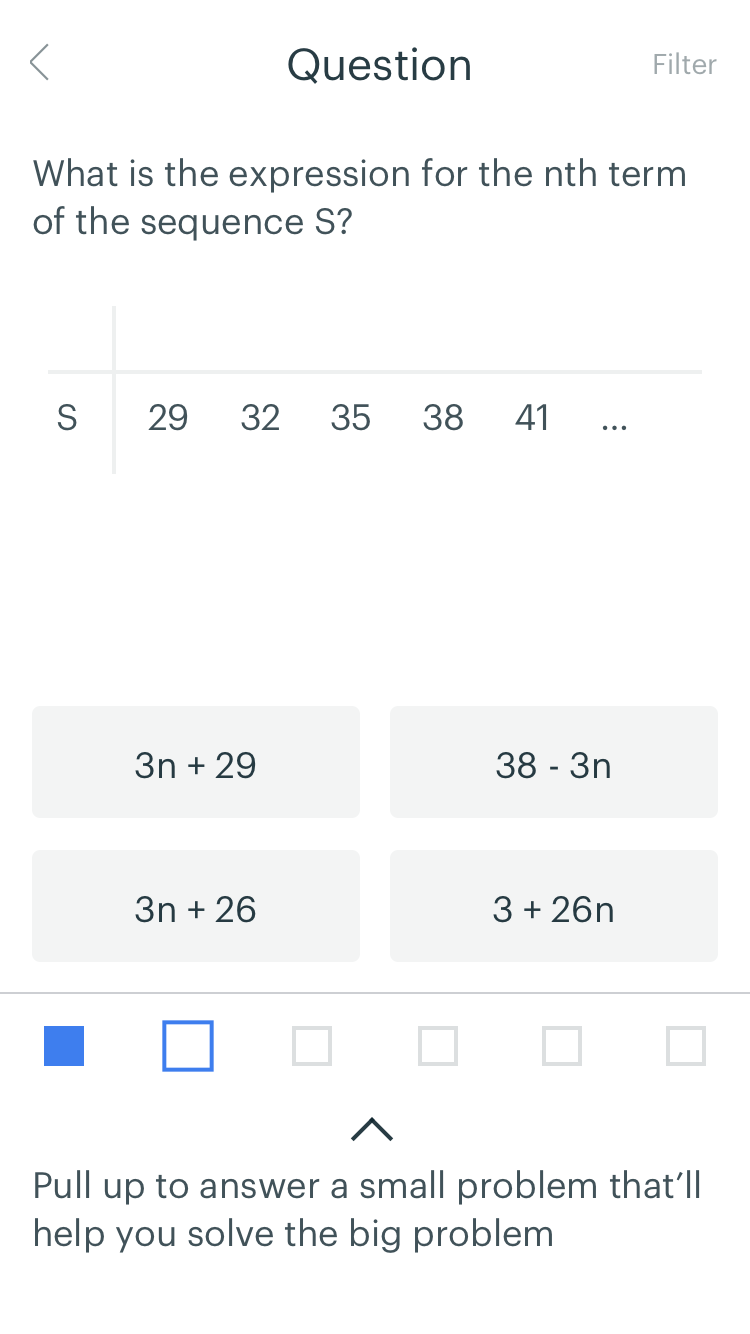 Question
Filter
What is the expression for the nth term
of the sequence S?
S 29 32 35 38 41 ...
3n + 29
38 - 3n
3n + 26
3 + 26n
Pull up to answer a small problem that’ll
help you solve the big problem